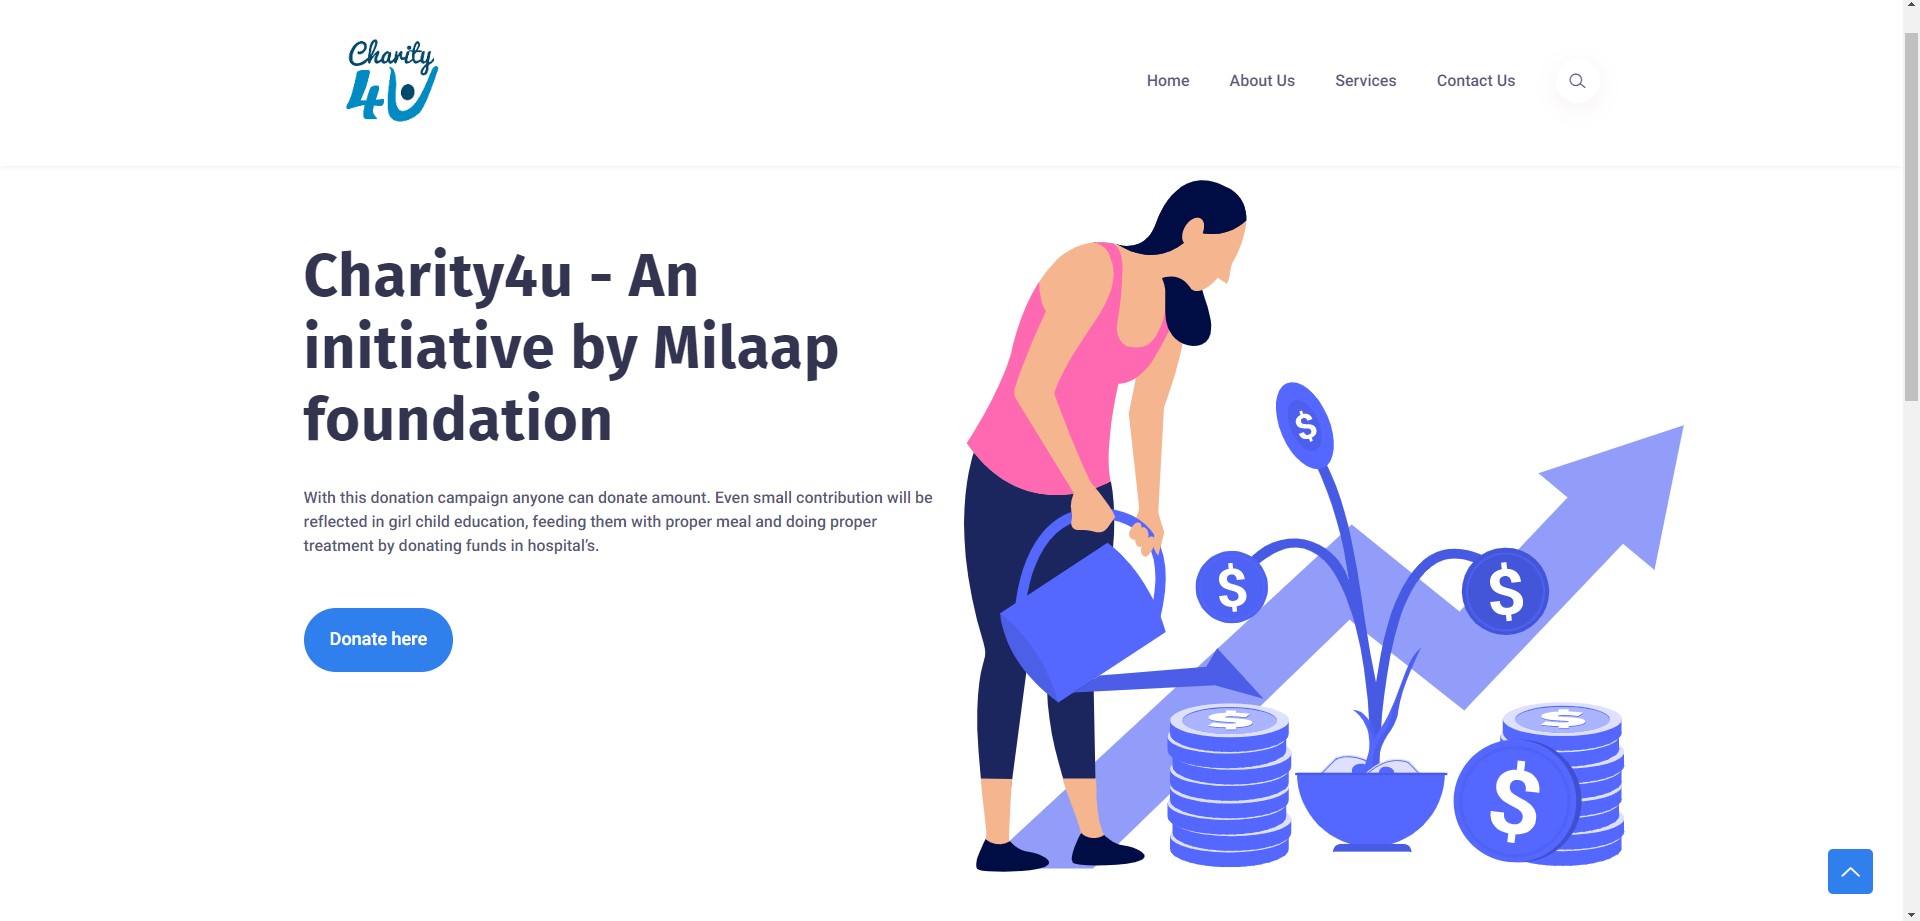 Charity
4U
Home
About Us
Services
Contact Us
Charity4u - An
initiative by Milaap
foundation
With this donation campaign anyone can donate amount. Even small contribution will be
reflected in girl child education, feeding them with proper meal and doing proper
treatment by donating funds in hospital’s.
Donate here
$
$
$
$
$
$